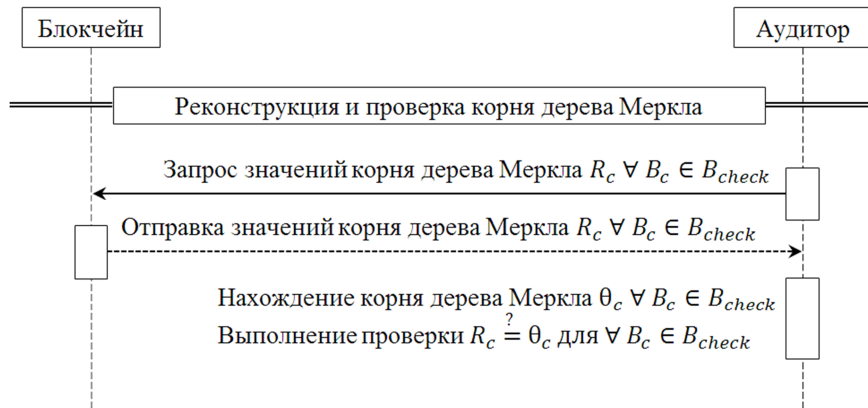 Блокчейн
Аудитор
Реконструкция и проверка корня дерева Меркла
Запрос значений корня дерева Меркла R_c ∀ B_c ∈ B_check
Отправка значений корня дерева Меркла R_c ∀ B_c ∈ B_check
Нахождение корня дерева Меркла θ_c ∀ B_c ∈ B_check
Выполнение проверки R_c ≟ θ_c для ∀ B_c ∈ B_check